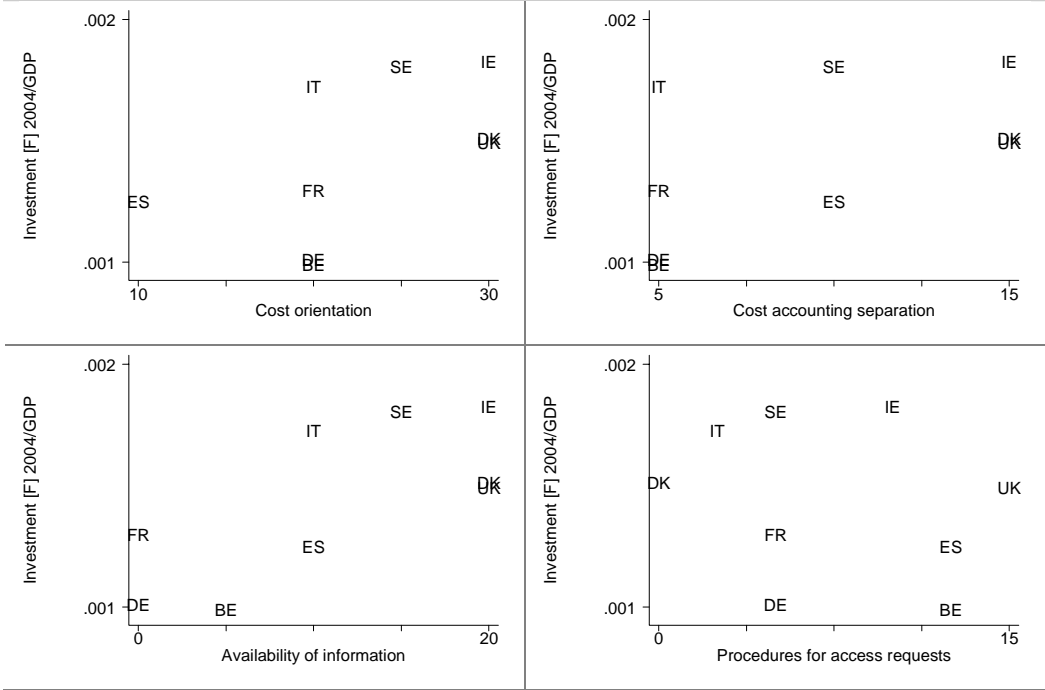 Investment [F] 2004/GDP
.002
.001
IE
SE
IT
DK
UK
FR
ES
DE
BE
10
30
Cost orientation
Investment [F] 2004/GDP
.002
.001
IE
SE
IT
DK
UK
FR
ES
DE
BE
5
15
Cost accounting separation
Investment [F] 2004/GDP
.002
.001
IE
SE
IT
DK
UK
FR
ES
DE
BE
0
20
Availability of information
Investment [F] 2004/GDP
.002
.001
IE
SE
IT
DK
UK
FR
ES
DE
BE
0
15
Procedures for access requests